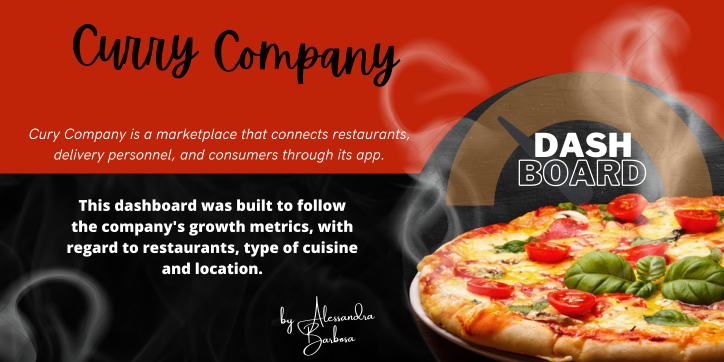 Curry Company
Cury Company is a marketplace that connects restaurants,
delivery personnel, and consumers through its app.
DASH
BOARD
This dashboard was built to follow
the company's growth metrics, with
regard to restaurants, type of cuisine
and location.
by Alessandra
Barbosa